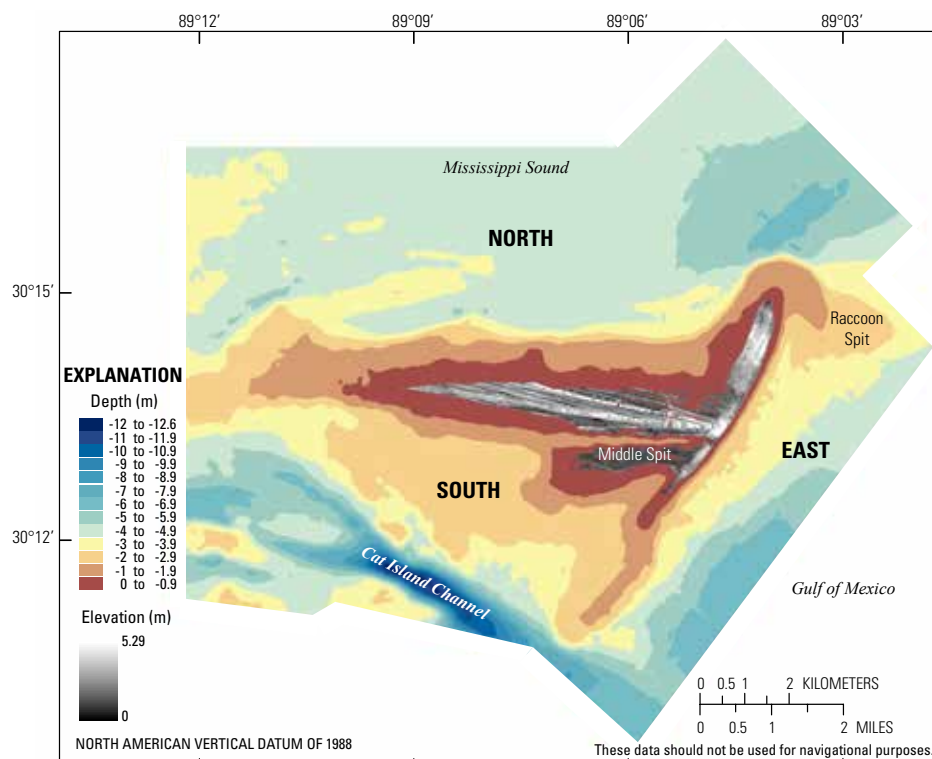 89°12′ 89°09′ 89°06′ 89°03′
Mississippi Sound
NORTH
30°15′
Raccoon
Spit
EXPLANATION
Depth (m)
-12 to -12.6
-11 to -11.9
-10 to -10.9
-9 to -9.9
-8 to -8.9
-7 to -7.9
-6 to -6.9
-5 to -5.9
-4 to -4.9
-3 to -3.9
-2 to -2.9
-1 to -1.9
0 to -0.9
Middle Spit
EAST
SOUTH
30°12′
Cat Island Channel
Gulf of Mexico
Elevation (m)
5.29
0
0 0.5 1 2 KILOMETERS
0 0.5 1 2 MILES
NORTH AMERICAN VERTICAL DATUM OF 1988
These data should not be used for navigational purposes.